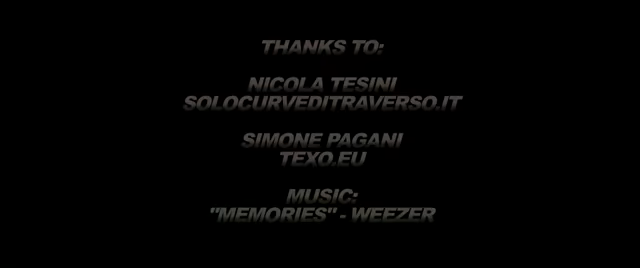 THANKS TO:
NICOLA TESINI
SOLOCURVEDITRAVERSO.IT
SIMONE PAGANI
TEXO.EU
MUSIC:
"MEMORIES" - WEEZER